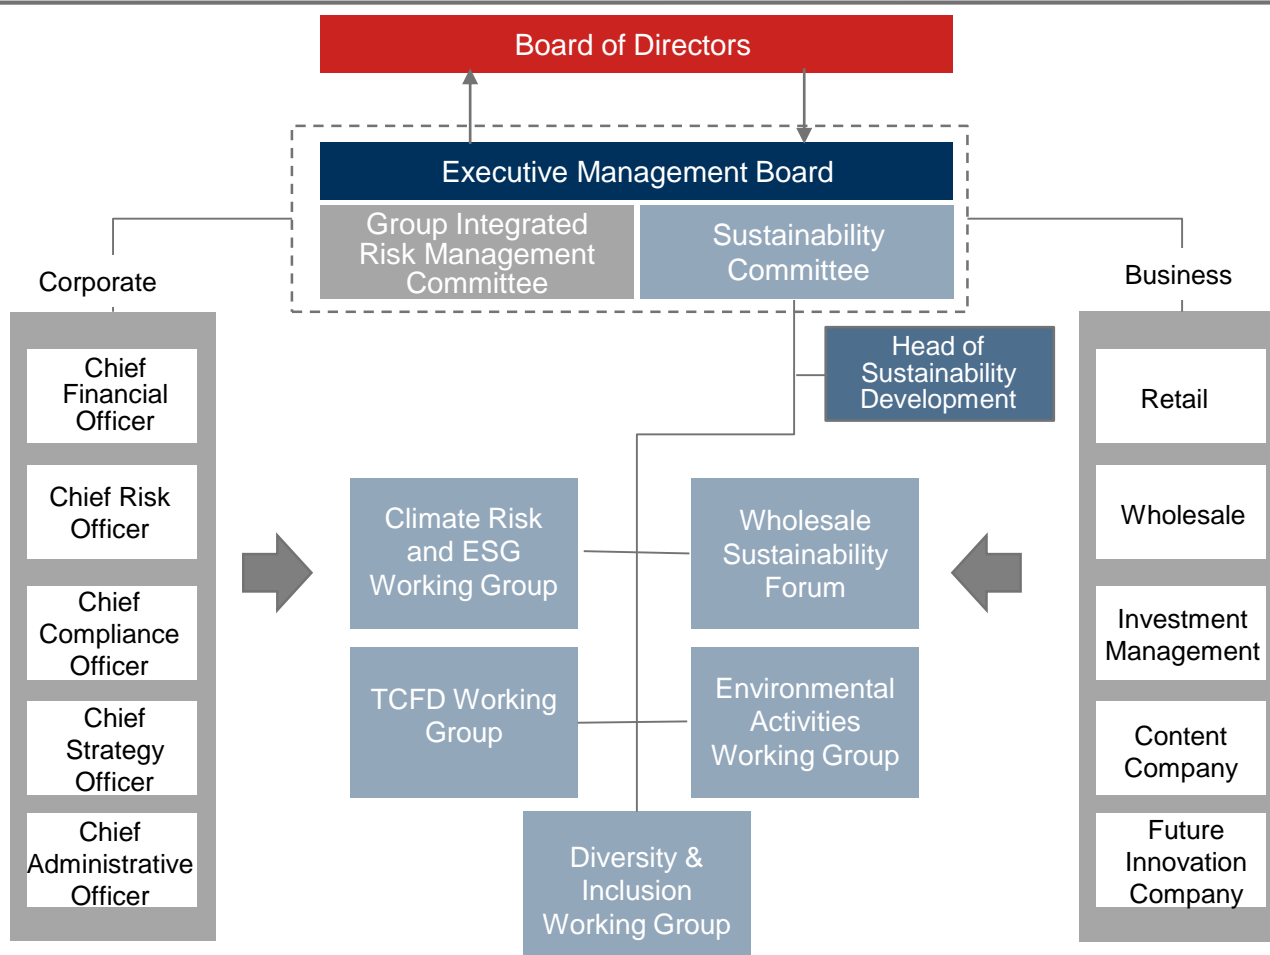 Board of Directors
Executive Management Board
Group Integrated
Risk Management
Committee
Sustainability
Committee
Corporate
Business
Head of
Sustainability
Development
Chief
Financial
Officer
Chief Risk
Officer
Chief
Compliance
Officer
Chief
Strategy
Officer
Chief
Administrative
Officer
Climate Risk
and ESG
Working Group
Wholesale
Sustainability
Forum
TCFD Working
Group
Environmental
Activities
Working Group
Diversity &
Inclusion
Working Group
Retail
Wholesale
Investment
Management
Content
Company
Future
Innovation
Company